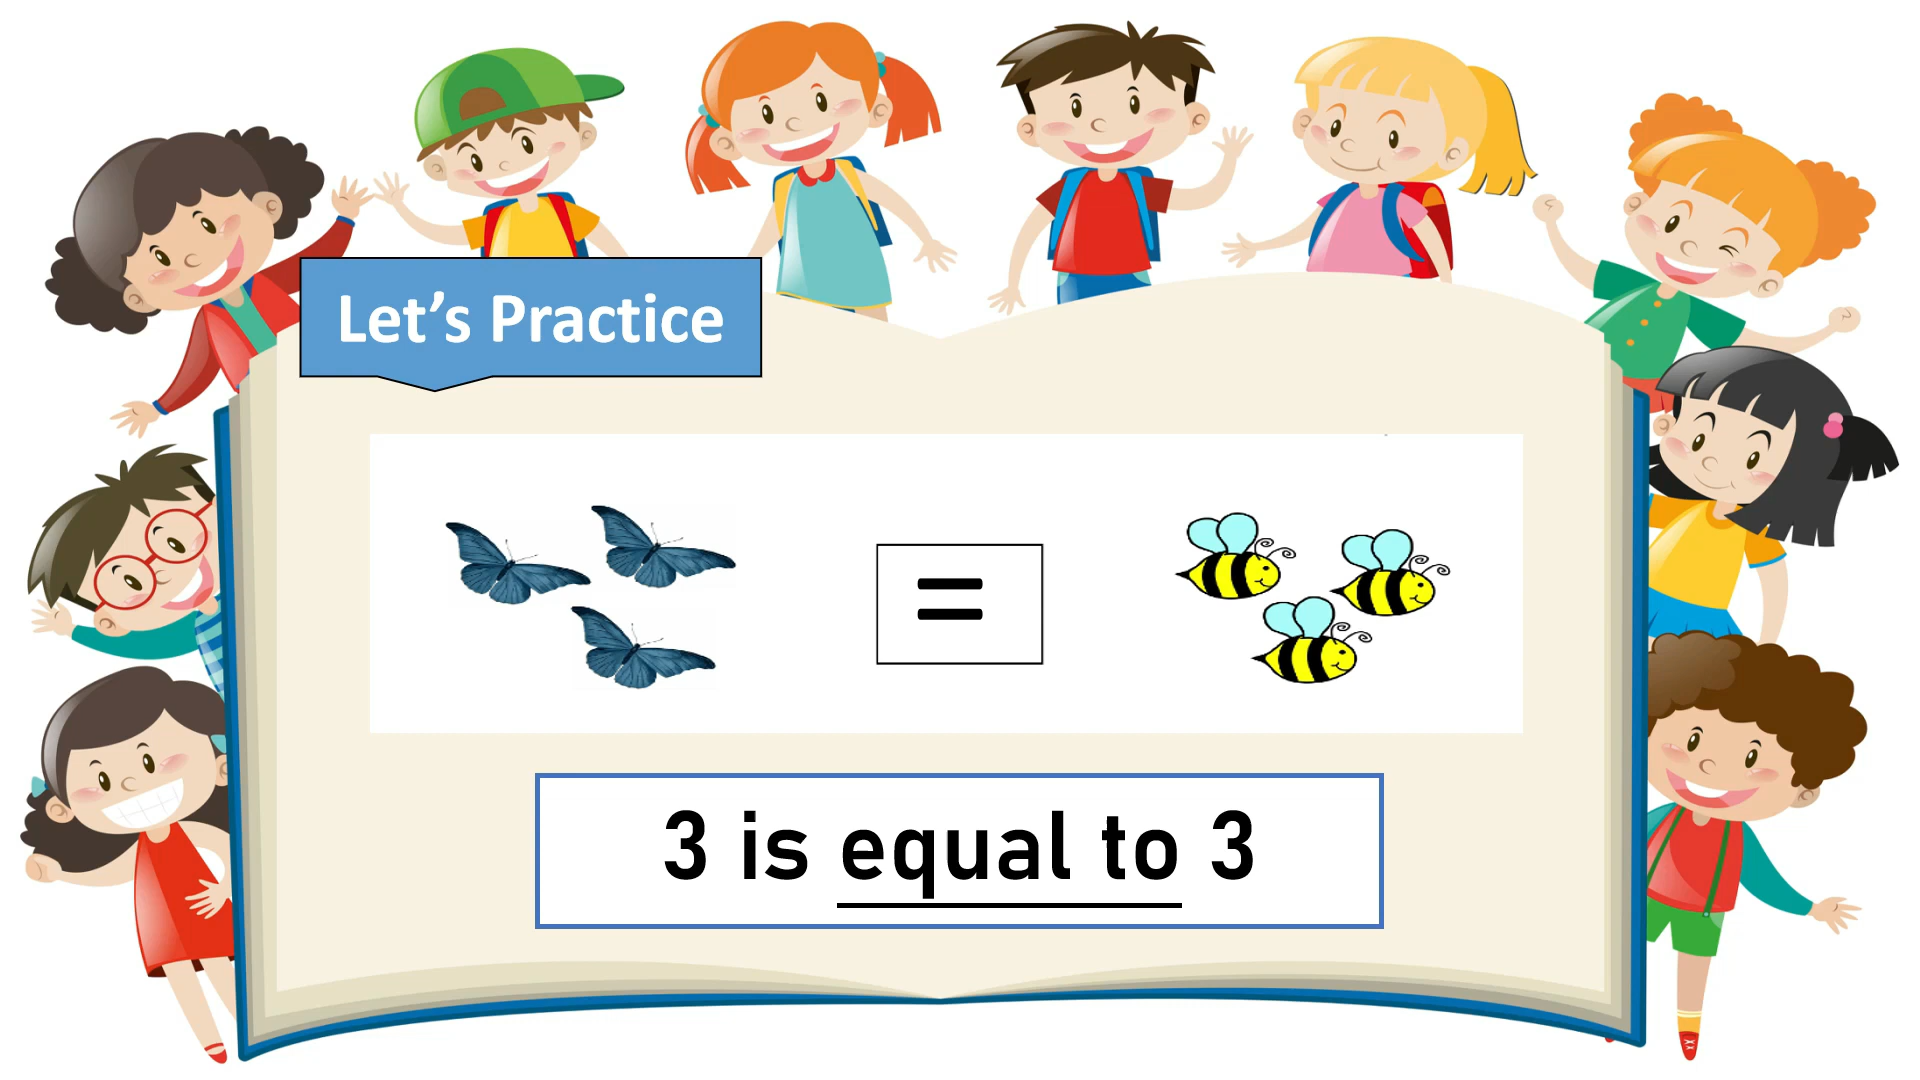 Let’s Practice
=
3 is equal to 3